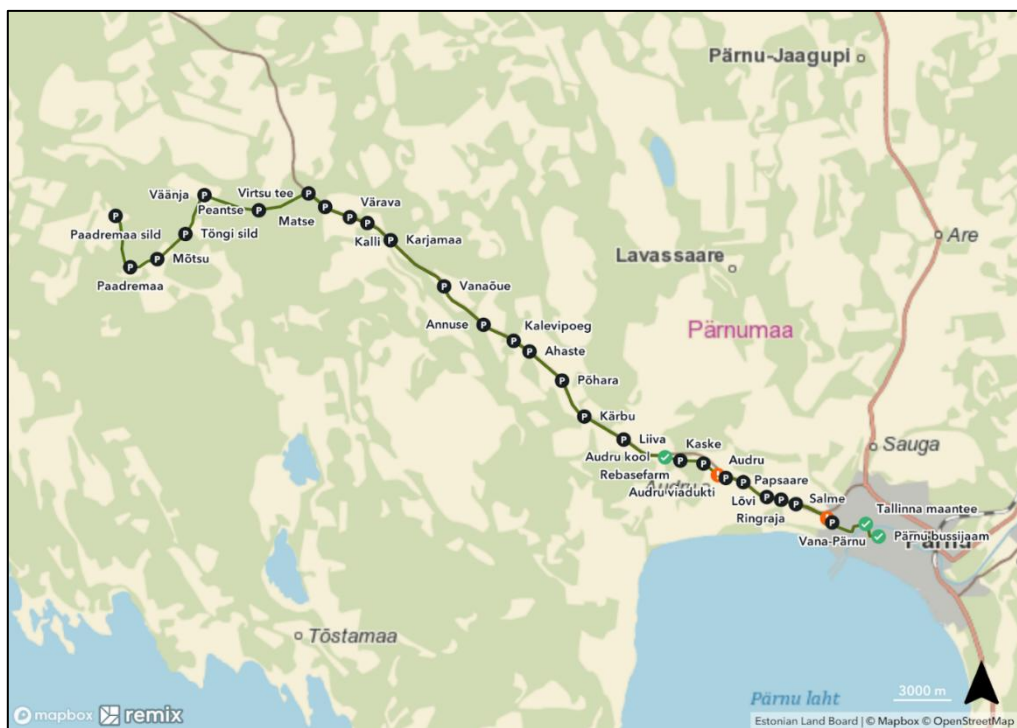 Pärnu-Jaagupi
Väänja
Virtsu tee
Peantse
Matse
Värava
Paadremaa sild
Tõngi sild
Kalli
Karjamaa
Are
Mõtsu
Lavassaare
Paadremaa
Vanaõue
Annuse
Kalevipoeg
Pärnumaa
Ahaste
Põhara
Kärbu
Liiva
Kaske
Sauga
Audru kool
Audru
Rebasefarm
Audru viadukti
Papsaare
Lõvi
Salme
Ringraja
Tallinna maantee
Vana-Pärnu
Pärnu bussijaam
Tõstamaa
Pärnu laht
3000 m
mapbox remix
Estonian Land Board | © Mapbox © OpenStreetMap